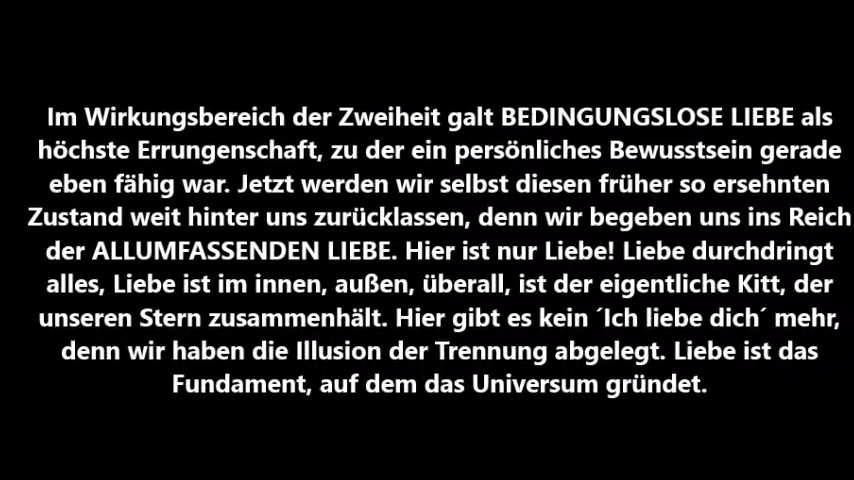 Im Wirkungsbereich der Zweiheit galt BEDINGUNGSLOSE LIEBE als
höchste Errungenschaft, zu der ein persönliches Bewusstsein gerade
eben fähig war. Jetzt werden wir selbst diesen früher so ersehnten
Zustand weit hinter uns zurücklassen, denn wir begeben uns ins Reich
der ALLUMFASSENDEN LIEBE. Hier ist nur Liebe! Liebe durchdringt
alles, Liebe ist im innen, außen, überall, ist der eigentliche Kitt, der
unseren Stern zusammenhält. Hier gibt es kein ´Ich liebe dich´ mehr,
denn wir haben die Illusion der Trennung abgelegt. Liebe ist das
Fundament, auf dem das Universum gründet.